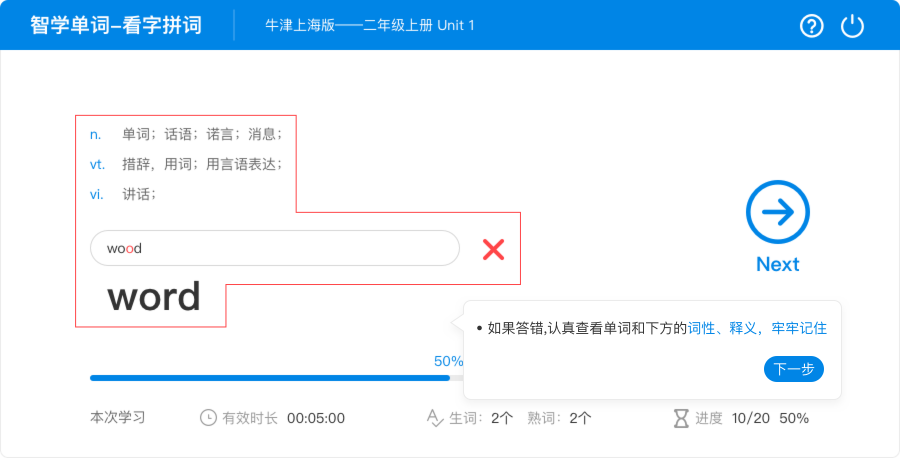 智学单词-看字拼词
牛津上海版——二年级上册 Unit 1
n. 单词；话语；诺言；消息；
vt. 措辞，用词；用言语表达；
vi. 讲话；
wood
word
Next
• 如果答错,认真查看单词和下方的词性、释义，牢牢记住
下一步
50%
本次学习 有效时长 00:05:00 生词：2个 熟词：2个 进度 10/20 50%